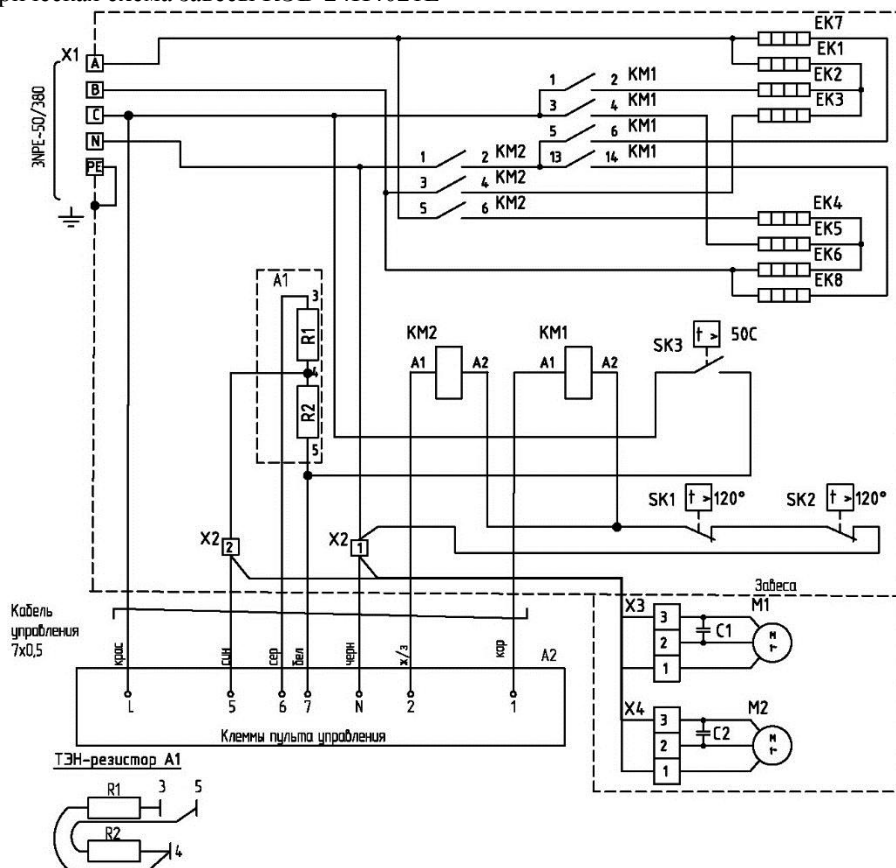 EK7
X1
A
EK1
B
1 2 KM1
EK2
C
3 4 KM1
EK3
3NPE-50/380
N
5 6 KM1
PE
1 2 KM2 13 14 KM1
3 4 KM2
5 6 KM2
EK4
EK5
EK6
EK8
A1
3
R1
4
R2
5
KM2
A1 A2
KM1
A1 A2
SK3
t > 50C
SK1 t >120°
SK2 t >120°
X2
2
X2
1
Завеса
Кабель
управления
7x0,5
X3
3
2
1
C1
M1
крас
син
сер
бел
черн
ж/з
кор
A2
L 5 6 7 N 2 1
Клеммы пульта управления
X4
3
2
1
C2
M2
ТЭН-резистор A1
R1 3 5
R2
4